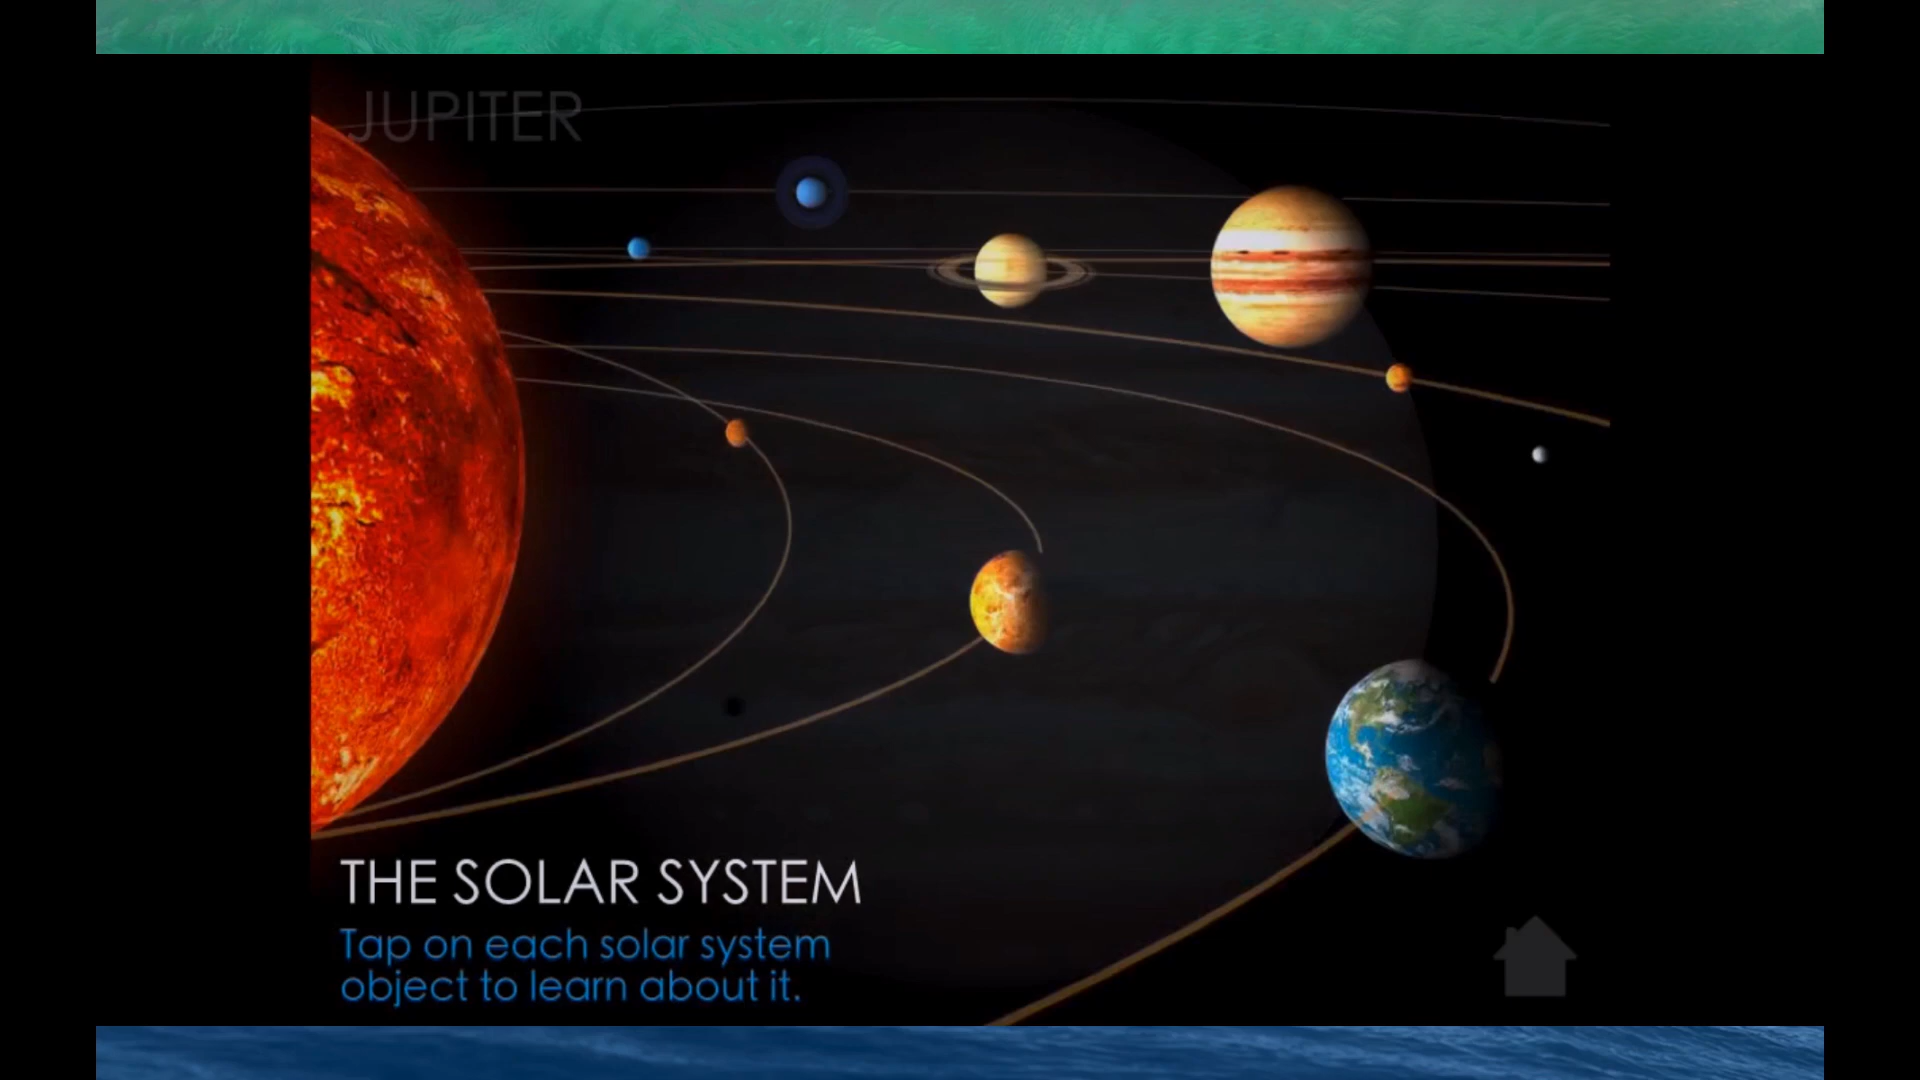 JUPITER
THE SOLAR SYSTEM
Tap on each solar system
object to learn about it.